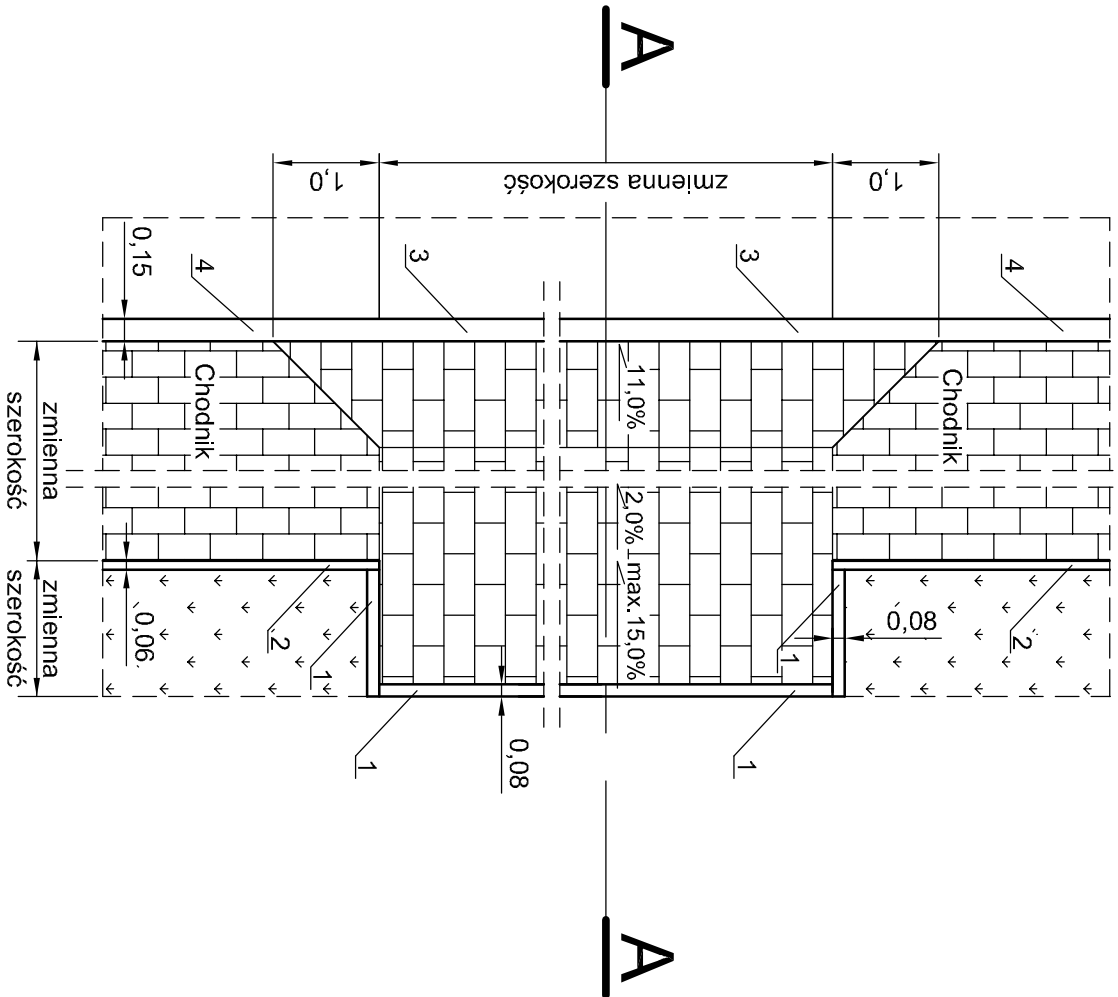 A
1,0
zmienna szerokość
1,0
0,15
4
3
3
4
Chodnik
11,0%
Chodnik
zmienna
szerokość
2,0%
max. 15,0%
zmienna
szerokość
0,06
2
1
1
0,08
2
1
0,08
1
A